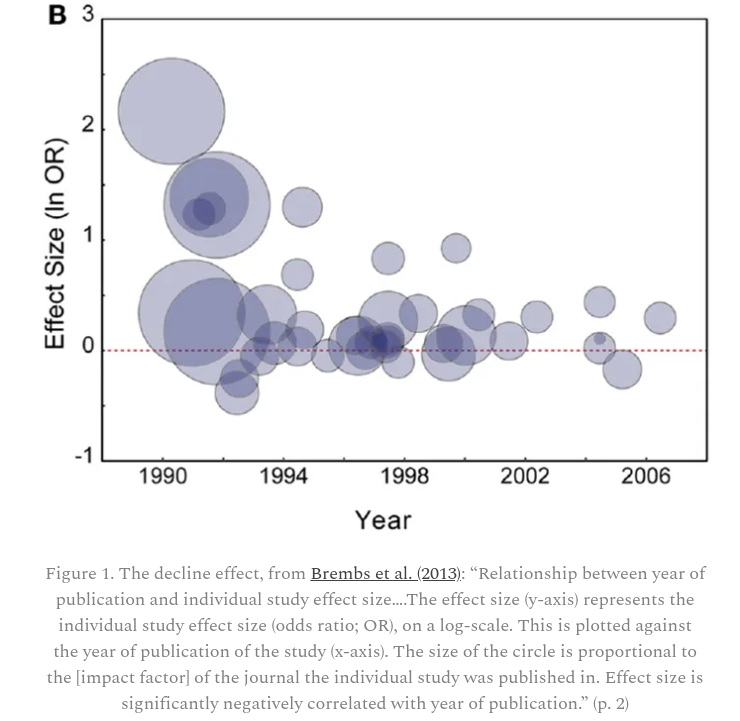 B
3
2
1
0
-1
Effect Size (ln OR)
1990 1994 1998 2002 2006
Year
Figure 1. The decline effect, from Brembs et al. (2013): “Relationship between year of
publication and individual study effect size....The effect size (y-axis) represents the
individual study effect size (odds ratio; OR), on a log-scale. This is plotted against
the year of publication of the study (x-axis). The size of the circle is proportional to
the [impact factor] of the journal the individual study was published in. Effect size is
significantly negatively correlated with year of publication.” (p. 2)